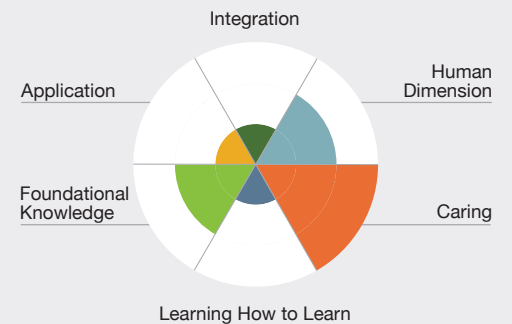 Integration
Application
Human
Dimension
Foundational
Knowledge
Caring
Learning How to Learn